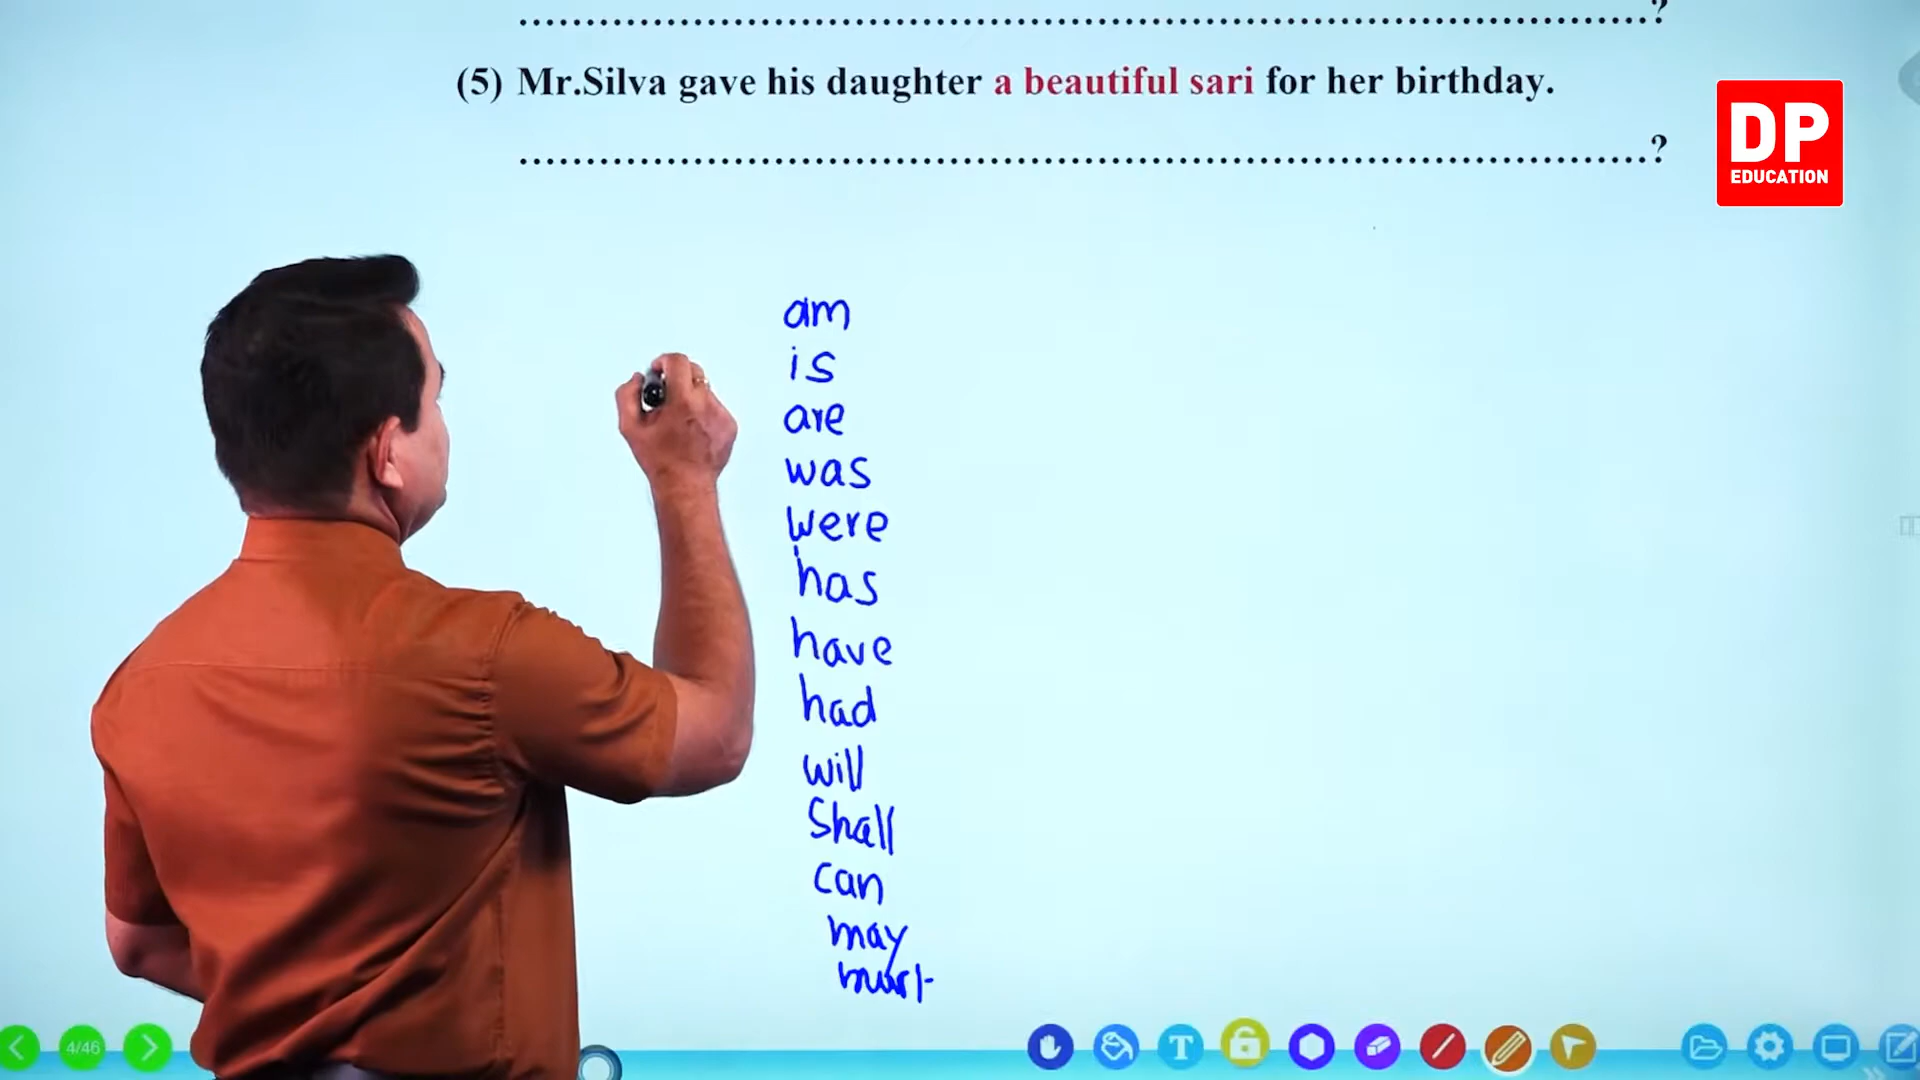 ..........?
(5) Mr.Silva gave his daughter a beautiful sari for her birthday.
..........?
DP
EDUCATION
am
is
are
was
were
has
have
had
will
Shall
can
may
must
4/46
T